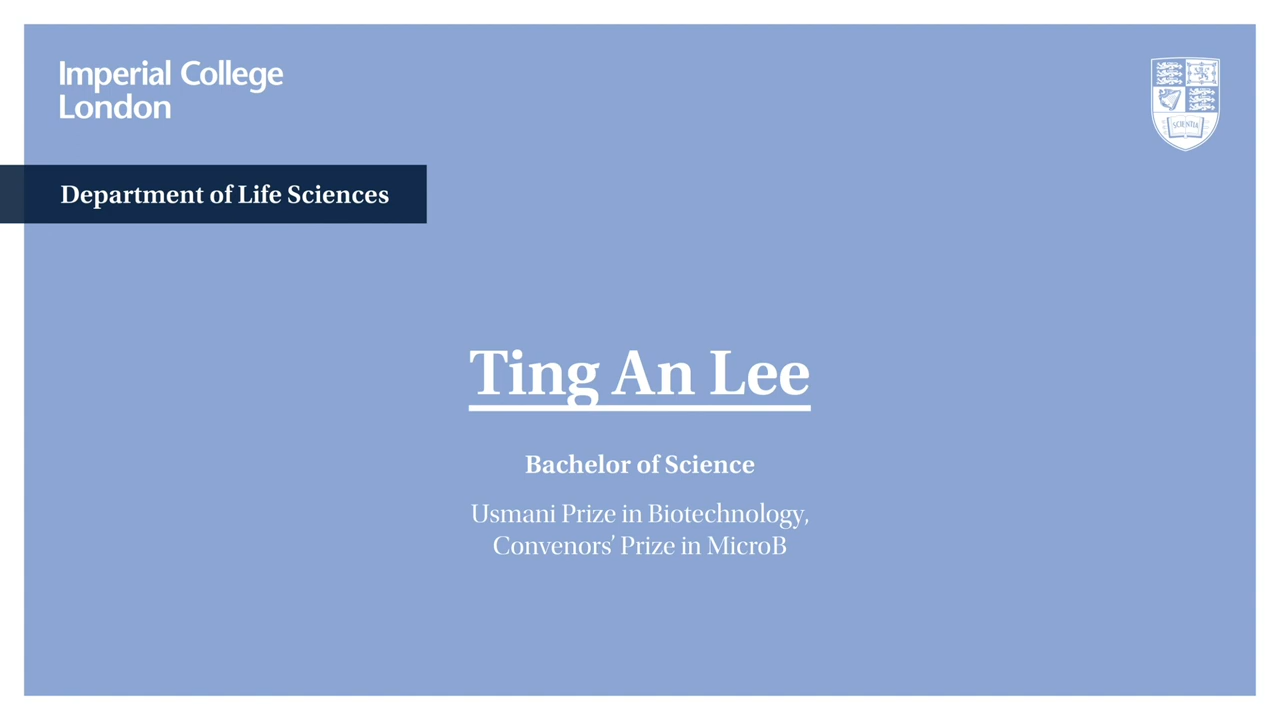 Imperial College
London
SCIENTIA
Department of Life Sciences
Ting An Lee
Bachelor of Science
Usmani Prize in Biotechnology,
Convenors’ Prize in MicroB